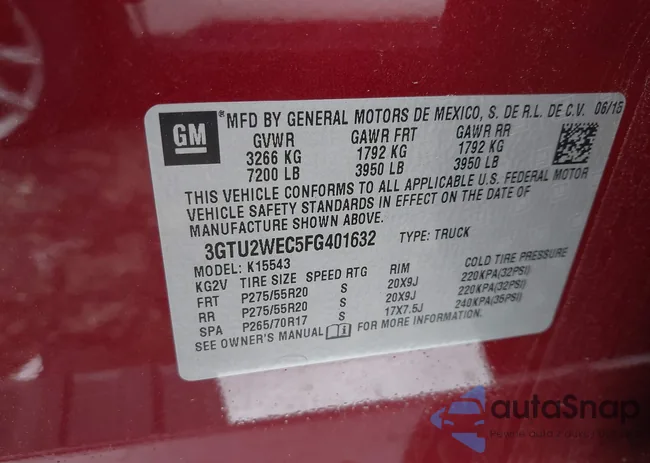 GM
MFD BY GENERAL MOTORS DE MEXICO, S. DE R.L. DE C.V. 06/15
GVWR GAWR FRT GAWR RR
3266 KG 1792 KG 1792 KG
7200 LB 3950 LB 3950 LB
THIS VEHICLE CONFORMS TO ALL APPLICABLE U.S. FEDERAL MOTOR
VEHICLE SAFETY STANDARDS IN EFFECT ON THE DATE OF
MANUFACTURE SHOWN ABOVE.
3GTU2WEC5FG401632 TYPE: TRUCK
MODEL: K15543
KG2V TIRE SIZE SPEED RTG RIM COLD TIRE PRESSURE
FRT P275/55R20 S 20X9J 220KPA(32PSI)
RR P275/55R20 S 20X9J 220KPA(32PSI)
SPA P265/70R17 S 17X7.5J 240KPA(35PSI)
SEE OWNER'S MANUAL FOR MORE INFORMATION.
autaSnap